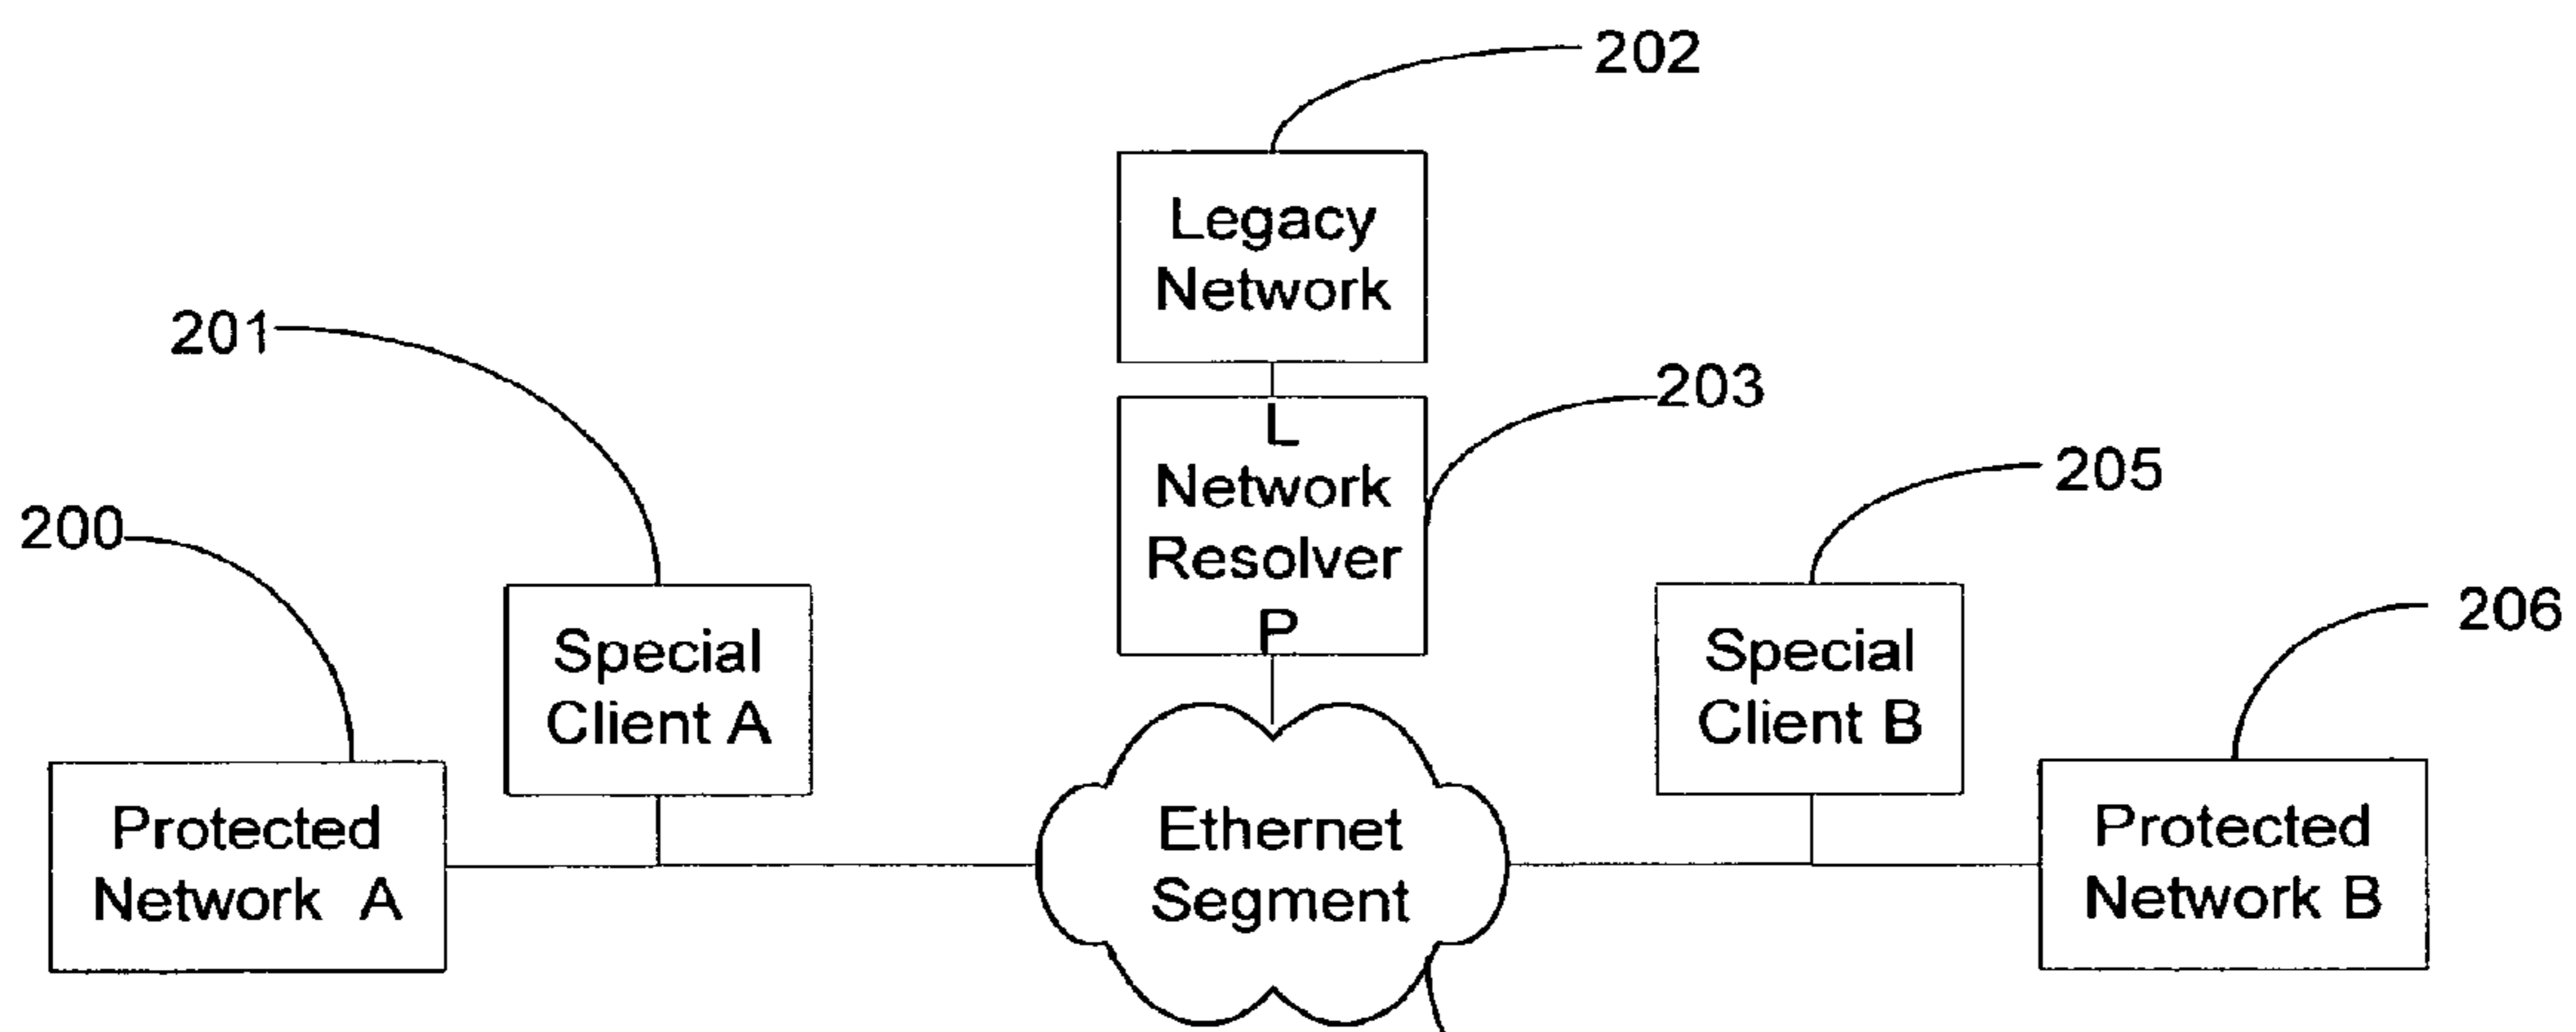 202
Legacy
Network
201
203
L
Network
Resolver
P
205
200
206
Special
Client A
Special
Client B
Protected
Network A
Ethernet
Segment
Protected
Network B